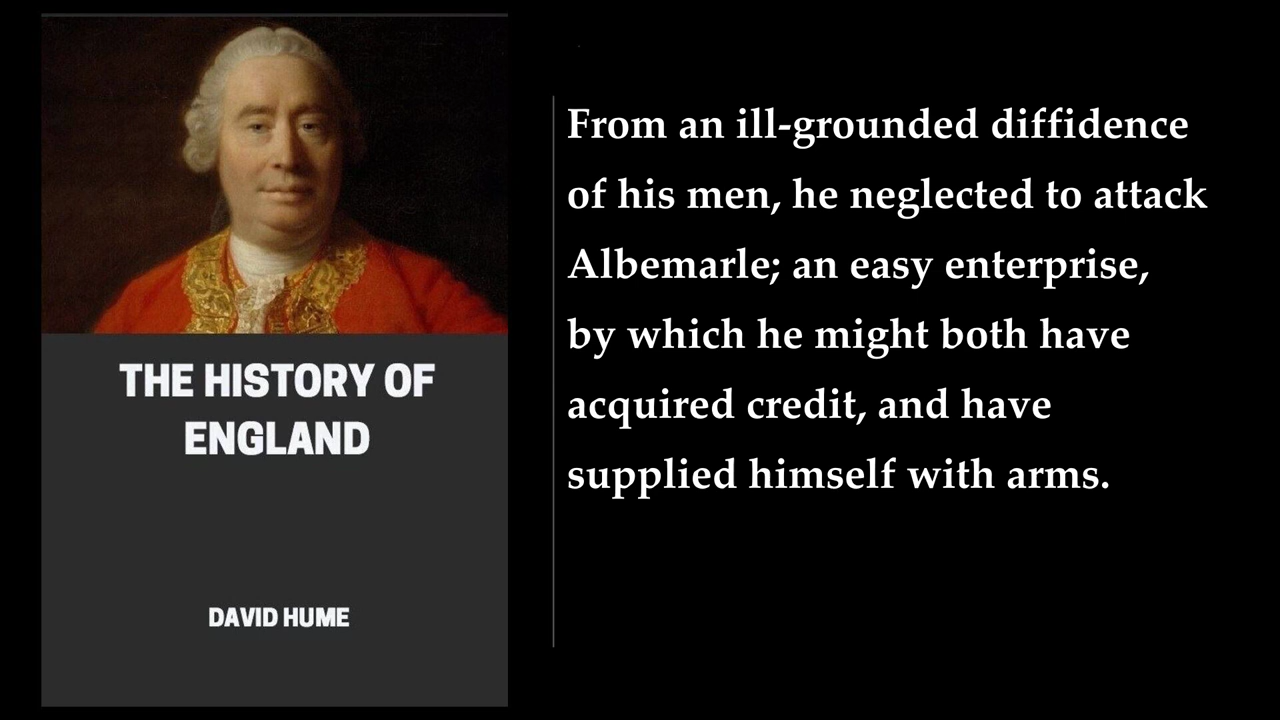 THE HISTORY OF
ENGLAND
DAVID HUME
From an ill-grounded diffidence
of his men, he neglected to attack
Albemarle; an easy enterprise,
by which he might both have
acquired credit, and have
supplied himself with arms.